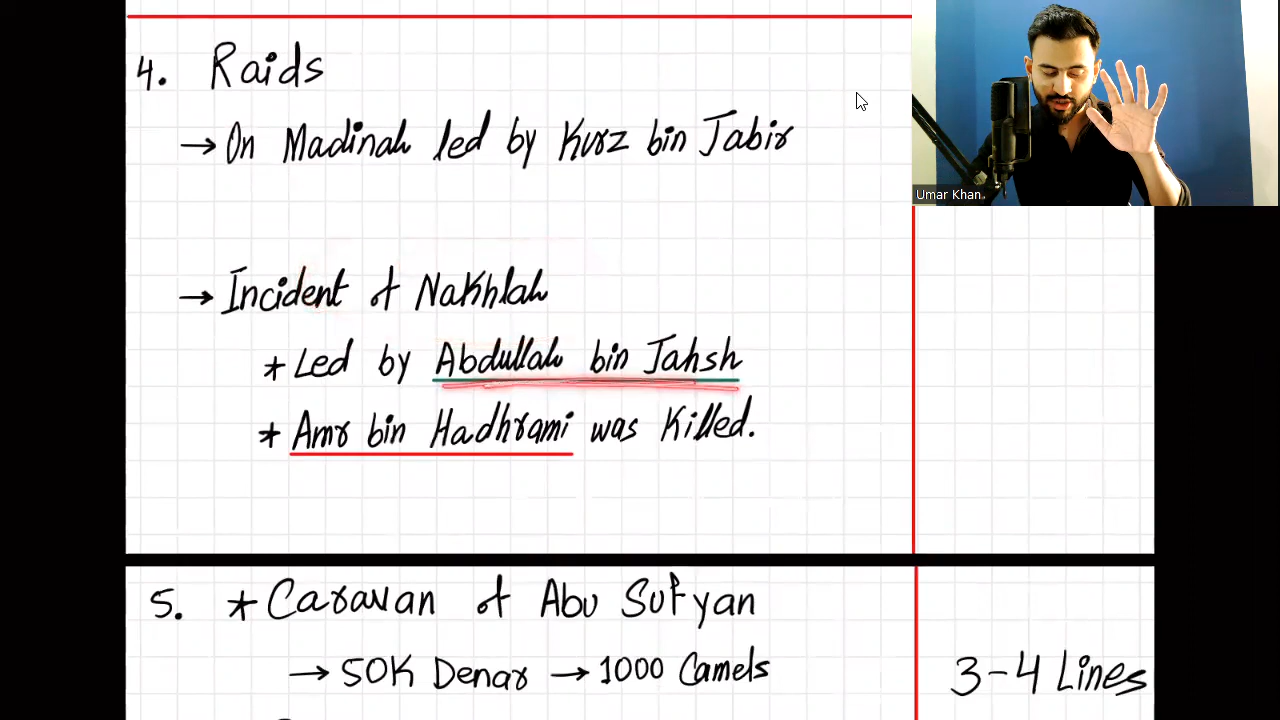 4. Raids
→ On Madinah led by Kurz bin Jabir
Umar Khan
→ Incident of Nakhlah
* Led by Abdullah bin Jahsh
* Amr bin Hadhrami was Killed.
5. * Caravan of Abu Sufyan
→ 50K Denar → 1000 Camels
3-4 Lines